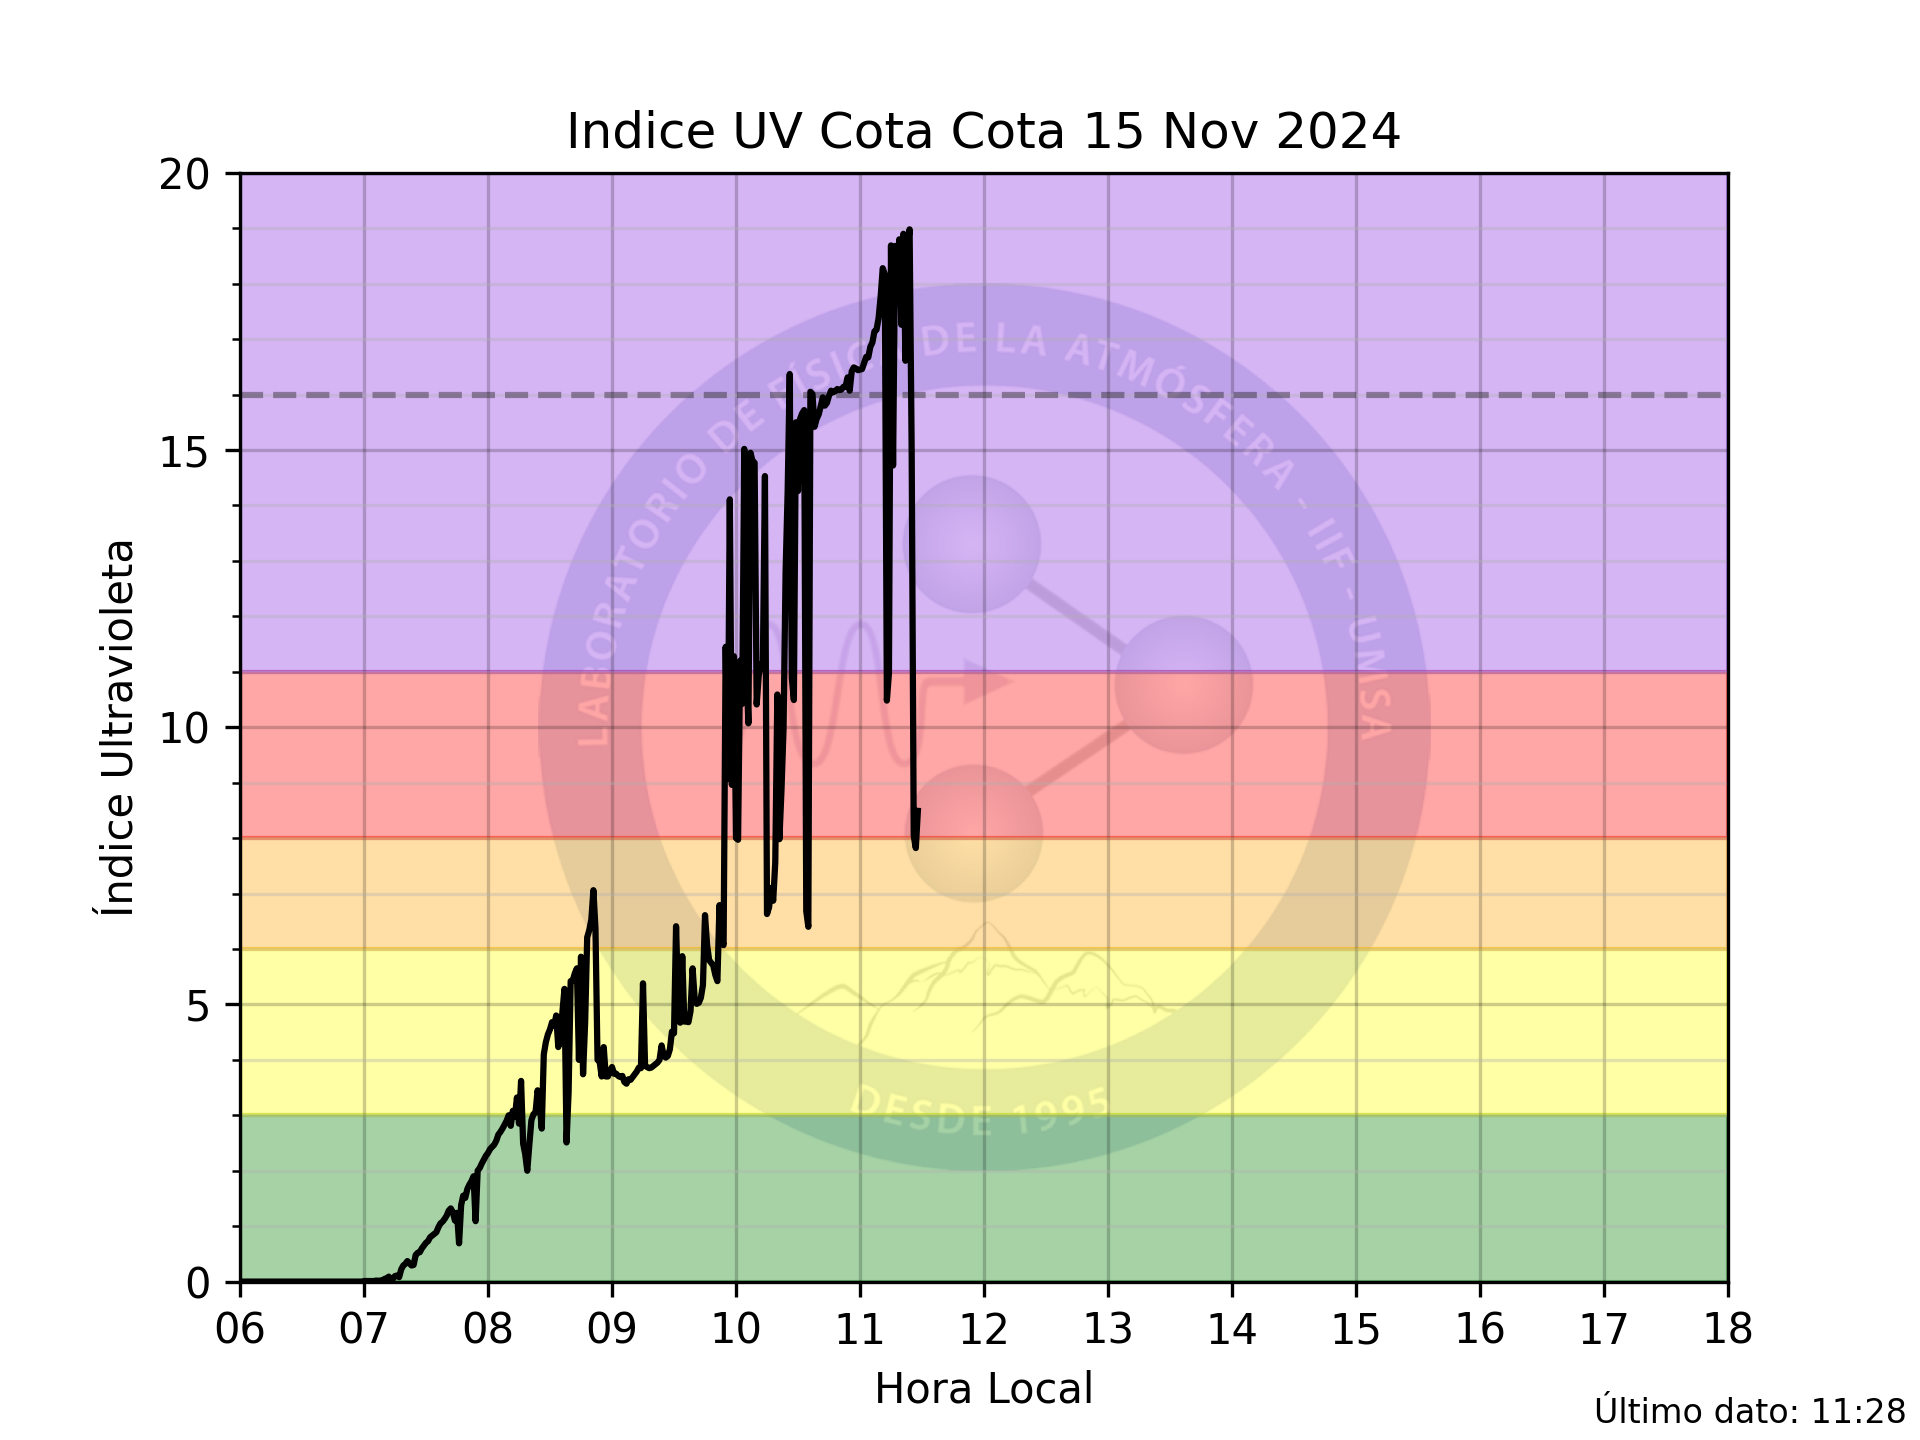 Indice UV Cota Cota 15 Nov 2024
20
15
10
5
0
Índice Ultravioleta
LABORATORIO DE FÍSICA DE LA ATMÓSFERA - IIF - UMSA
DESDE 1995
06 07 08 09 10 11 12 13 14 15 16 17 18
Hora Local
Último dato: 11:28